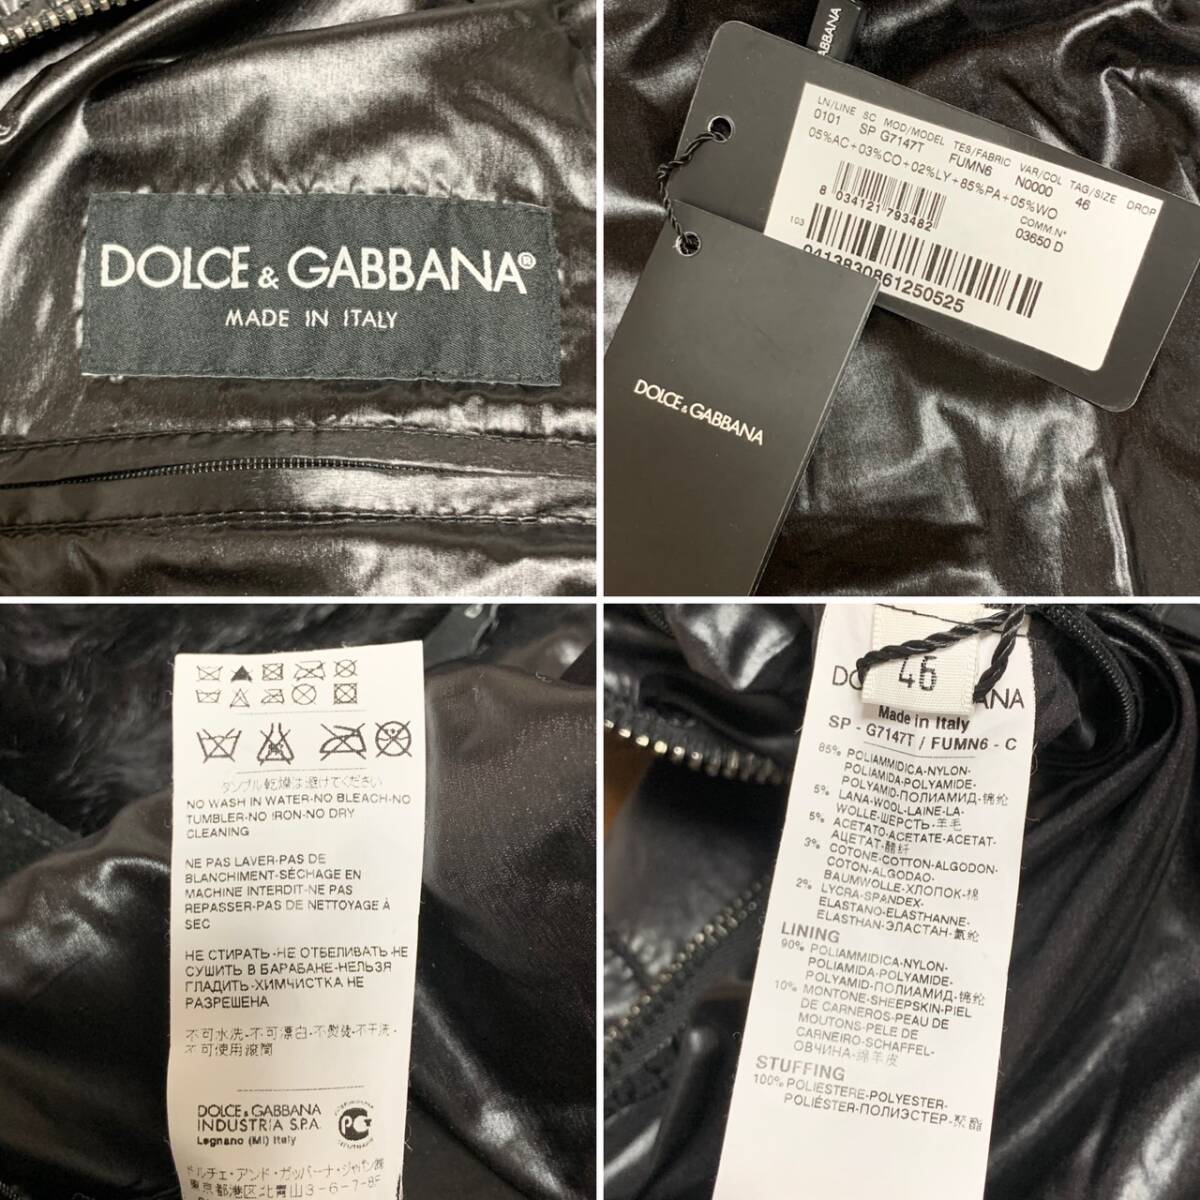 DOLCE & GABBANA®
MADE IN ITALY
ABBANA
LN/LINE SC MOD/MODEL TES/FABRIC VAR/COL TAG/SIZE DROP
0101 SP G7147T FUMN6 N0000 46
05%AC+03%CO+02%LY+85%PA+05%WO
COMM.N°
03650 D
8 034121 793482
103
0413830861250525
DOLCE & GABBANA
タンブル乾燥は避けてください
NO WASH IN WATER-NO BLEACH-NO
TUMBLER-NO IRON-NO DRY
CLEANING
NE PAS LAVER-PAS DE
BLANCHIMENT-SÉCHAGE EN
MACHINE INTERDIT-NE PAS
REPASSER-PAS DE NETTOYAGE À
SEC
НЕ СТИРАТЬ-НЕ ОТБЕЛИВАТЬ-НЕ
СУШИТЬ В БАРАБАНЕ-НЕЛЬЗЯ
ГЛАДИТЬ-ХИМЧИСТКА НЕ
РАЗРЕШЕНА
不可水洗-不可漂白-不熨烫-不干洗-
不可使用滚筒
DOLCE & GABBANA
INDUSTRIA S.P.A.
Legnano (MI) Italy
ドルチェ・アンド・ガッバーナ・ジャパン㈱
東京都港区北青山3-6-7-8F
46
DO ANA
Made in Italy
SP - G7147T / FUMN6 - C
85% POLIAMMIDICA-NYLON-
POLIAMIDA-POLYAMIDE-
POLYAMID-ПОЛИАМИД-锦纶
5% LANA-WOOL-LAINE-LA-
WOLLE-ШЕРСТЬ-羊毛
5% ACETATO-ACETATE-ACETAT-
АЦЕТАТ-醋纤
3% COTONE-COTTON-ALGODON-
COTON-ALGODAO-
BAUMWOLLE-ХЛОПОК-棉
2% LYCRA-SPANDEX-
ELASTANO-ELASTHANNE-
ELASTHAN-ЭЛАСТАН-氨纶
LINING
90% POLIAMMIDICA-NYLON-
POLIAMIDA-POLYAMIDE-
POLYAMID-ПОЛИАМИД-锦纶
10% MONTONE-SHEEPSKIN-PIEL
DE CARNEROS-PEAU DE
MOUTONS-PELE DE
CARNEIRO-SCHAFFEL-
ОВЧИНА-绵羊皮
STUFFING
100% POLIESTERE-POLYESTER-
POLIÉSTER-ПОЛИЭСТЕР-聚酯